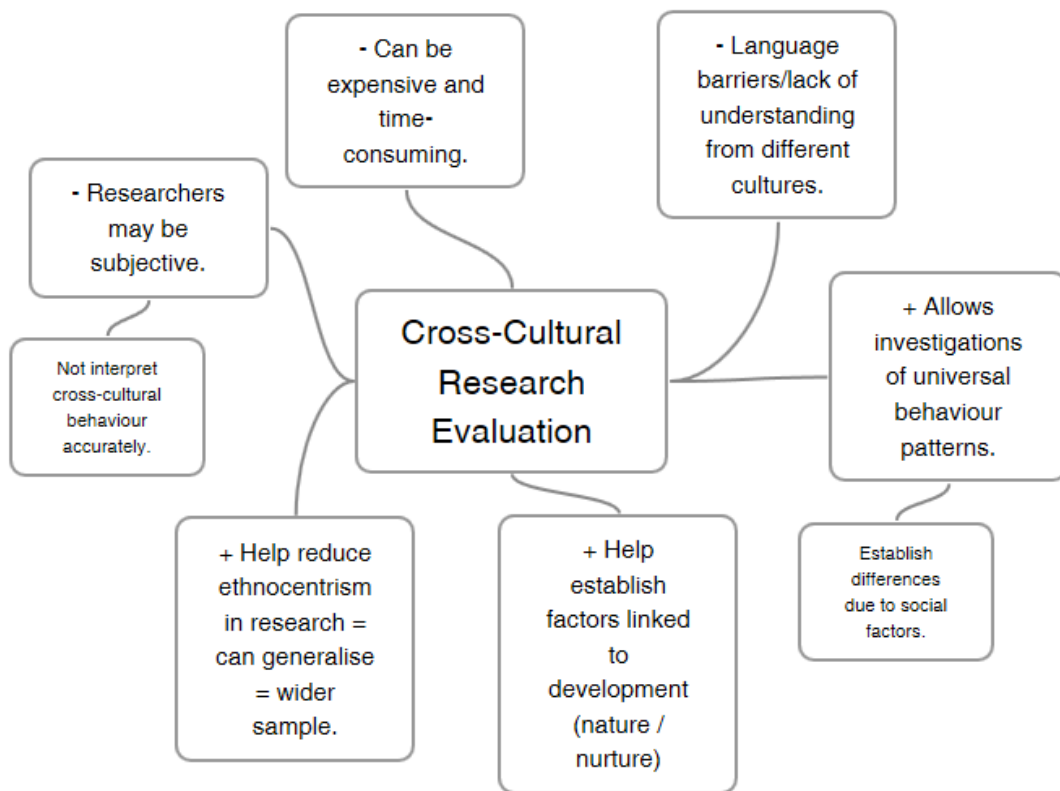 - Can be
expensive and
time-
consuming.
- Language
barriers/lack of
understanding
from different
cultures.
- Researchers
may be
subjective.
Not interpret
cross-cultural
behaviour
accurately.
Cross-Cultural
Research
Evaluation
+ Allows
investigations
of universal
behaviour
patterns.
Establish
differences
due to social
factors.
+ Help reduce
ethnocentrism
in research =
can generalise
= wider
sample.
+ Help
establish
factors linked
to
development
(nature /
nurture)